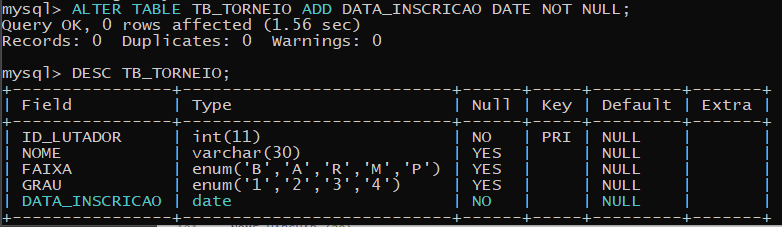 mysql> ALTER TABLE TB_TORNEIO ADD DATA_INSCRICAO DATE NOT NULL;
Query OK, 0 rows affected (1.56 sec)
Records: 0  Duplicates: 0  Warnings: 0

mysql> DESC TB_TORNEIO;
+----------------+---------------------------+------+-----+---------+-------+
| Field          | Type                      | Null | Key | Default | Extra |
+----------------+---------------------------+------+-----+---------+-------+
| ID_LUTADOR     | int(11)                   | NO   | PRI | NULL    |       |
| NOME           | varchar(30)               | YES  |     | NULL    |       |
| FAIXA          | enum('B','A','R','M','P') | YES  |     | NULL    |       |
| GRAU           | enum('1','2','3','4')     | YES  |     | NULL    |       |
| DATA_INSCRICAO | date                      | NO   |     | NULL    |       |
+----------------+---------------------------+------+-----+---------+-------+